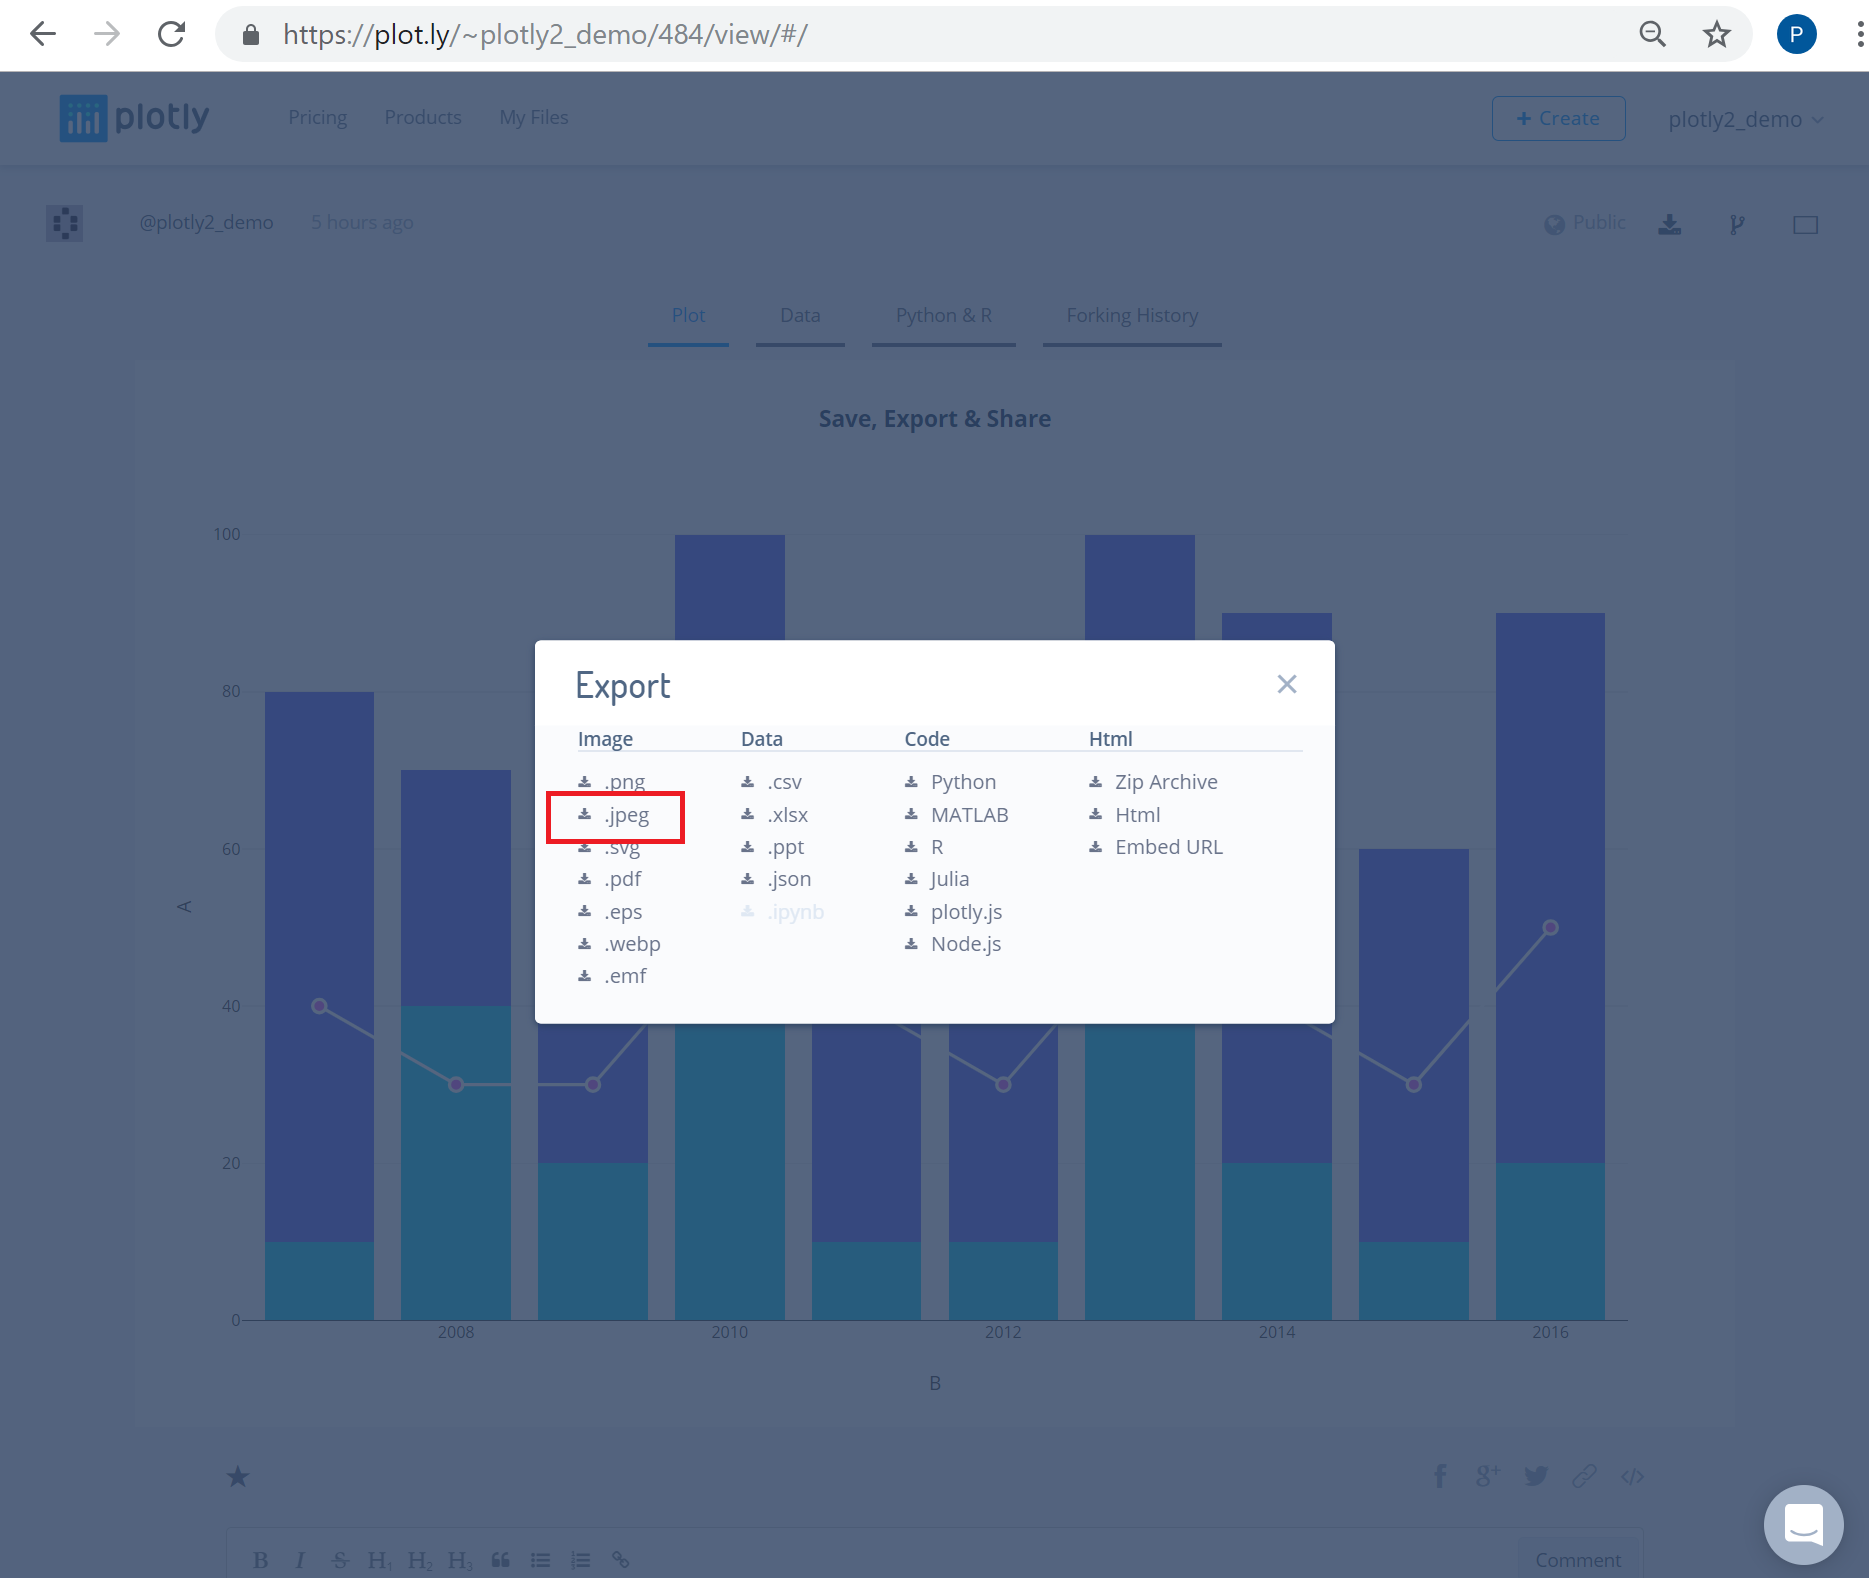 https://plot.ly/~plotly2_demo/484/view/#/
P
plotly
Pricing Products My Files
+ Create
plotly2_demo
@plotly2_demo 5 hours ago
Public
Plot Data Python & R Forking History
Save, Export & Share
100
80
60
40
20
0
A
2008 2010 2012 2014 2016
B
Export
Image Data Code Html
.png .csv Python Zip Archive
.jpeg .xlsx MATLAB Html
.svg .ppt R Embed URL
.pdf .json Julia
.eps .ipynb plotly.js
.webp Node.js
.emf
B I S H1 H2 H3
Comment